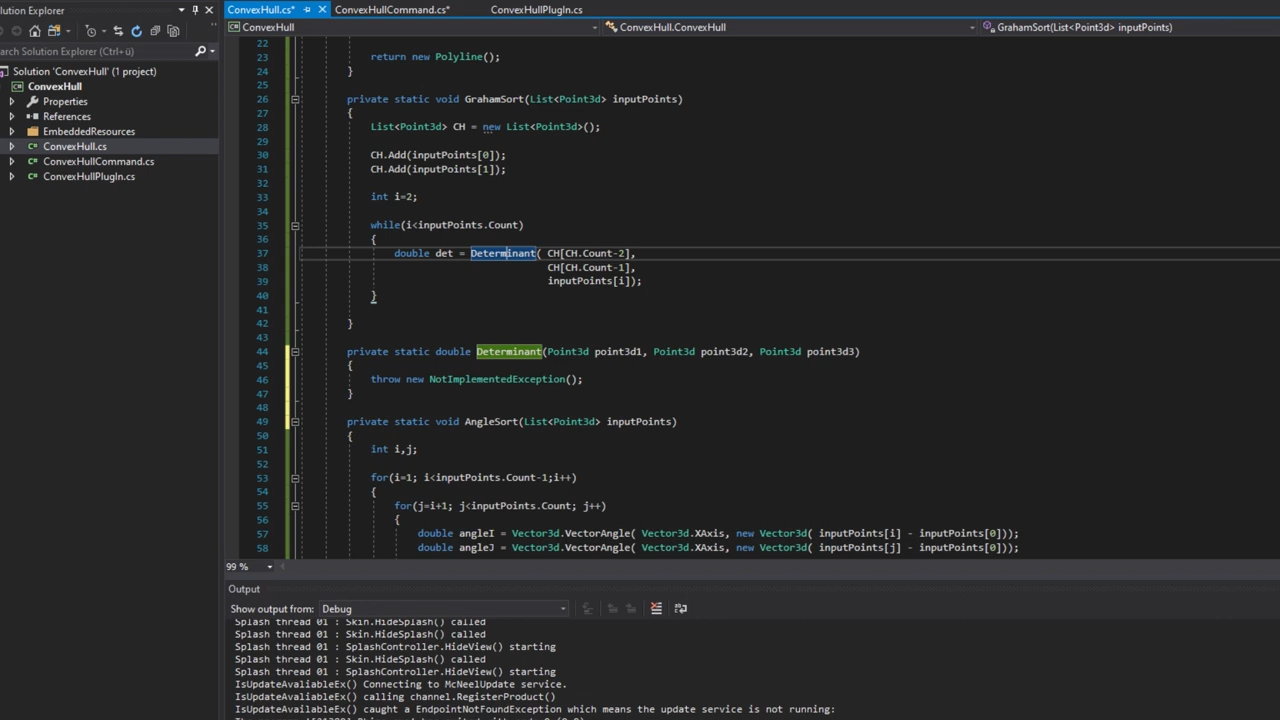 olution Explorer
ConvexHull.cs*
ConvexHullCommand.cs*
ConvexHullPlugIn.cs
ConvexHull
ConvexHull.ConvexHull
GrahamSort(List<Point3d> inputPoints)
earch Solution Explorer (Ctrl+ü)
Solution 'ConvexHull' (1 project)
ConvexHull
Properties
References
EmbeddedResources
ConvexHull.cs
ConvexHullCommand.cs
ConvexHullPlugIn.cs
22
23 return new Polyline();
24 }
25
26 private static void GrahamSort(List<Point3d> inputPoints)
27 {
28 List<Point3d> CH = new List<Point3d>();
29
30 CH.Add(inputPoints[0]);
31 CH.Add(inputPoints[1]);
32
33 int i=2;
34
35 while(i<inputPoints.Count)
36 {
37 double det = Determinant( CH[CH.Count-2],
38 CH[CH.Count-1],
39 inputPoints[i]);
40 }
41
42 }
43
44 private static double Determinant(Point3d point3d1, Point3d point3d2, Point3d point3d3)
45 {
46 throw new NotImplementedException();
47 }
48
49 private static void AngleSort(List<Point3d> inputPoints)
50 {
51 int i,j;
52
53 for(i=1; i<inputPoints.Count-1;i++)
54 {
55 for(j=i+1; j<inputPoints.Count; j++)
56 {
57 double angleI = Vector3d.VectorAngle( Vector3d.XAxis, new Vector3d( inputPoints[i] - inputPoints[0]));
58 double angleJ = Vector3d.VectorAngle( Vector3d.XAxis, new Vector3d( inputPoints[j] - inputPoints[0]));
99 %
Output
Show output from: Debug
Splash thread 01 : Skin.HideSplash() called
Splash thread 01 : Skin.HideSplash() called
Splash thread 01 : SplashController.HideView() starting
Splash thread 01 : Skin.HideSplash() called
Splash thread 01 : SplashController.HideView() starting
IsUpdateAvaliableEx() Connecting to McNeelUpdate service.
IsUpdateAvaliableEx() calling channel.RegisterProduct()
IsUpdateAvaliableEx() caught a EndpointNotFoundException which means the update service is not running: